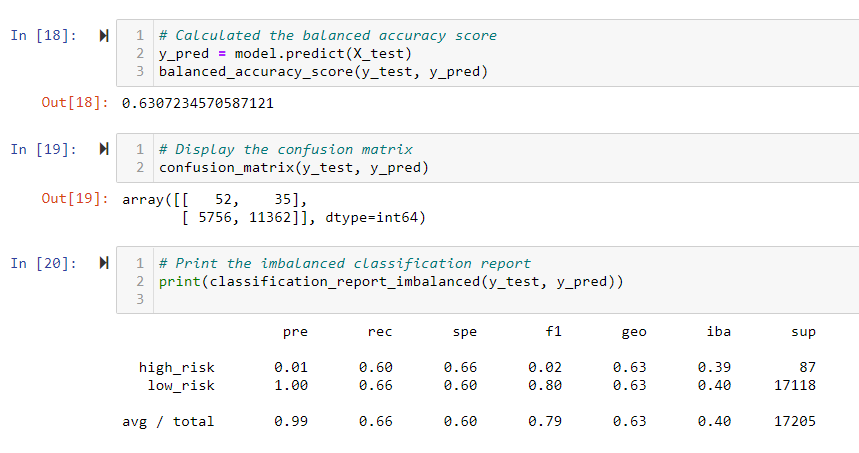 In [18]:
1 # Calculated the balanced accuracy score
2 y_pred = model.predict(X_test)
3 balanced_accuracy_score(y_test, y_pred)
Out[18]: 0.6307234570587121
In [19]:
1 # Display the confusion matrix
2 confusion_matrix(y_test, y_pred)
Out[19]: array([[   52,    35],
       [ 5756, 11362]], dtype=int64)
In [20]:
1 # Print the imbalanced classification report
2 print(classification_report_imbalanced(y_test, y_pred))
3
pre rec spe f1 geo iba sup
high_risk 0.01 0.60 0.66 0.02 0.63 0.39 87
low_risk 1.00 0.66 0.60 0.80 0.63 0.40 17118
avg / total 0.99 0.66 0.60 0.79 0.63 0.40 17205